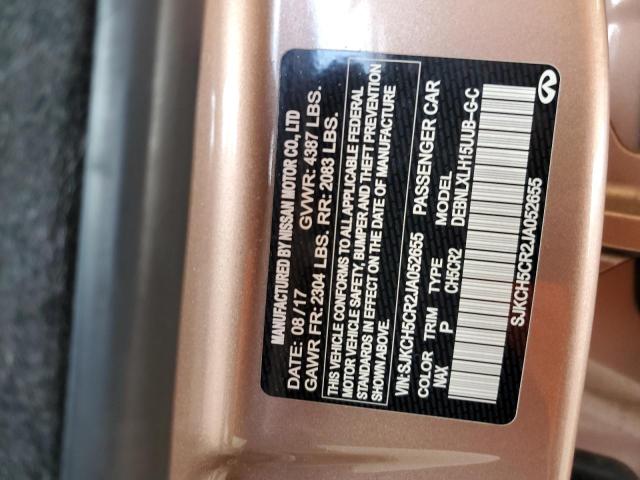 MANUFACTURED BY NISSAN MOTOR CO., LTD
DATE: 08/17 GVWR: 4387 LBS.
GAWR FR: 2304 LBS. RR: 2083 LBS.
THIS VEHICLE CONFORMS TO ALL APPLICABLE FEDERAL
MOTOR VEHICLE SAFETY, BUMPER AND THEFT PREVENTION
STANDARDS IN EFFECT ON THE DATE OF MANUFACTURE
SHOWN ABOVE.
VIN: SJKCH5CR2JA052655 PASSENGER CAR
COLOR TRIM TYPE MODEL
NAX P CH5CR2 DEBNLXLH15UUB-G-C
SJKCH5CR2JA052655